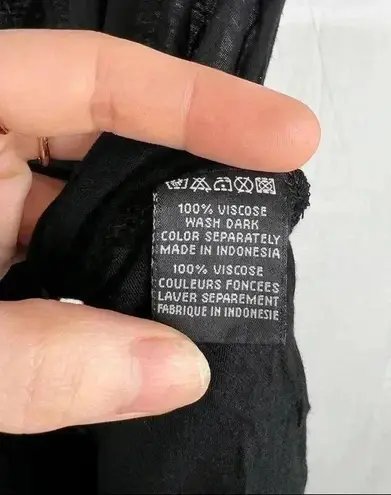 100% VISCOSE
WASH DARK
COLOR SEPARATELY
MADE IN INDONESIA
100% VISCOSE
COULEURS FONCEES
LAVER SEPAREMENT
FABRIQUE IN INDONESIE